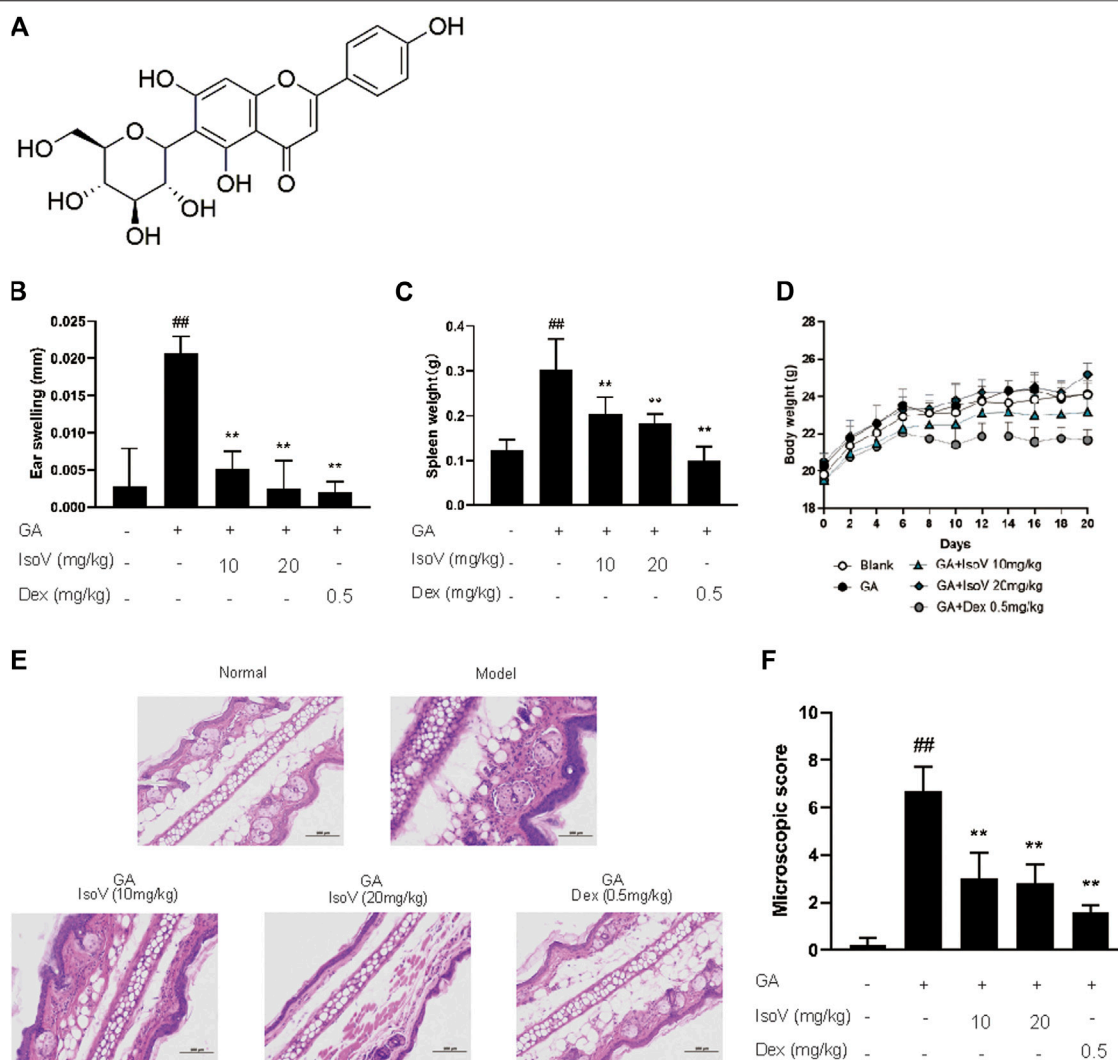 A
OH
HO
O
O
HO
HO
OH
OH
O
OH
B
Ear swelling (mm)
0.025
0.020
0.015
0.010
0.005
0.000
##
**
**
**
GA - + + + +
IsoV (mg/kg) - - 10 20 -
Dex (mg/kg) - - - - 0.5
C
Spleen weight (g)
0.4
0.3
0.2
0.1
0.0
##
**
**
**
GA - + + + +
IsoV (mg/kg) - - 10 20 -
Dex (mg/kg) - - - - 0.5
D
Body weight (g)
28
26
24
22
20
18
0 2 4 6 8 10 12 14 16 18 20
Days
Blank
GA
GA+IsoV 10mg/kg
GA+IsoV 20mg/kg
GA+Dex 0.5mg/kg
E
Normal
Model
GA
IsoV (10mg/kg)
GA
IsoV (20mg/kg)
GA
Dex (0.5mg/kg)
F
Microscopic score
10
8
6
4
2
0
##
**
**
**
GA - + + + +
IsoV (mg/kg) - - 10 20 -
Dex (mg/kg) - - - - 0.5